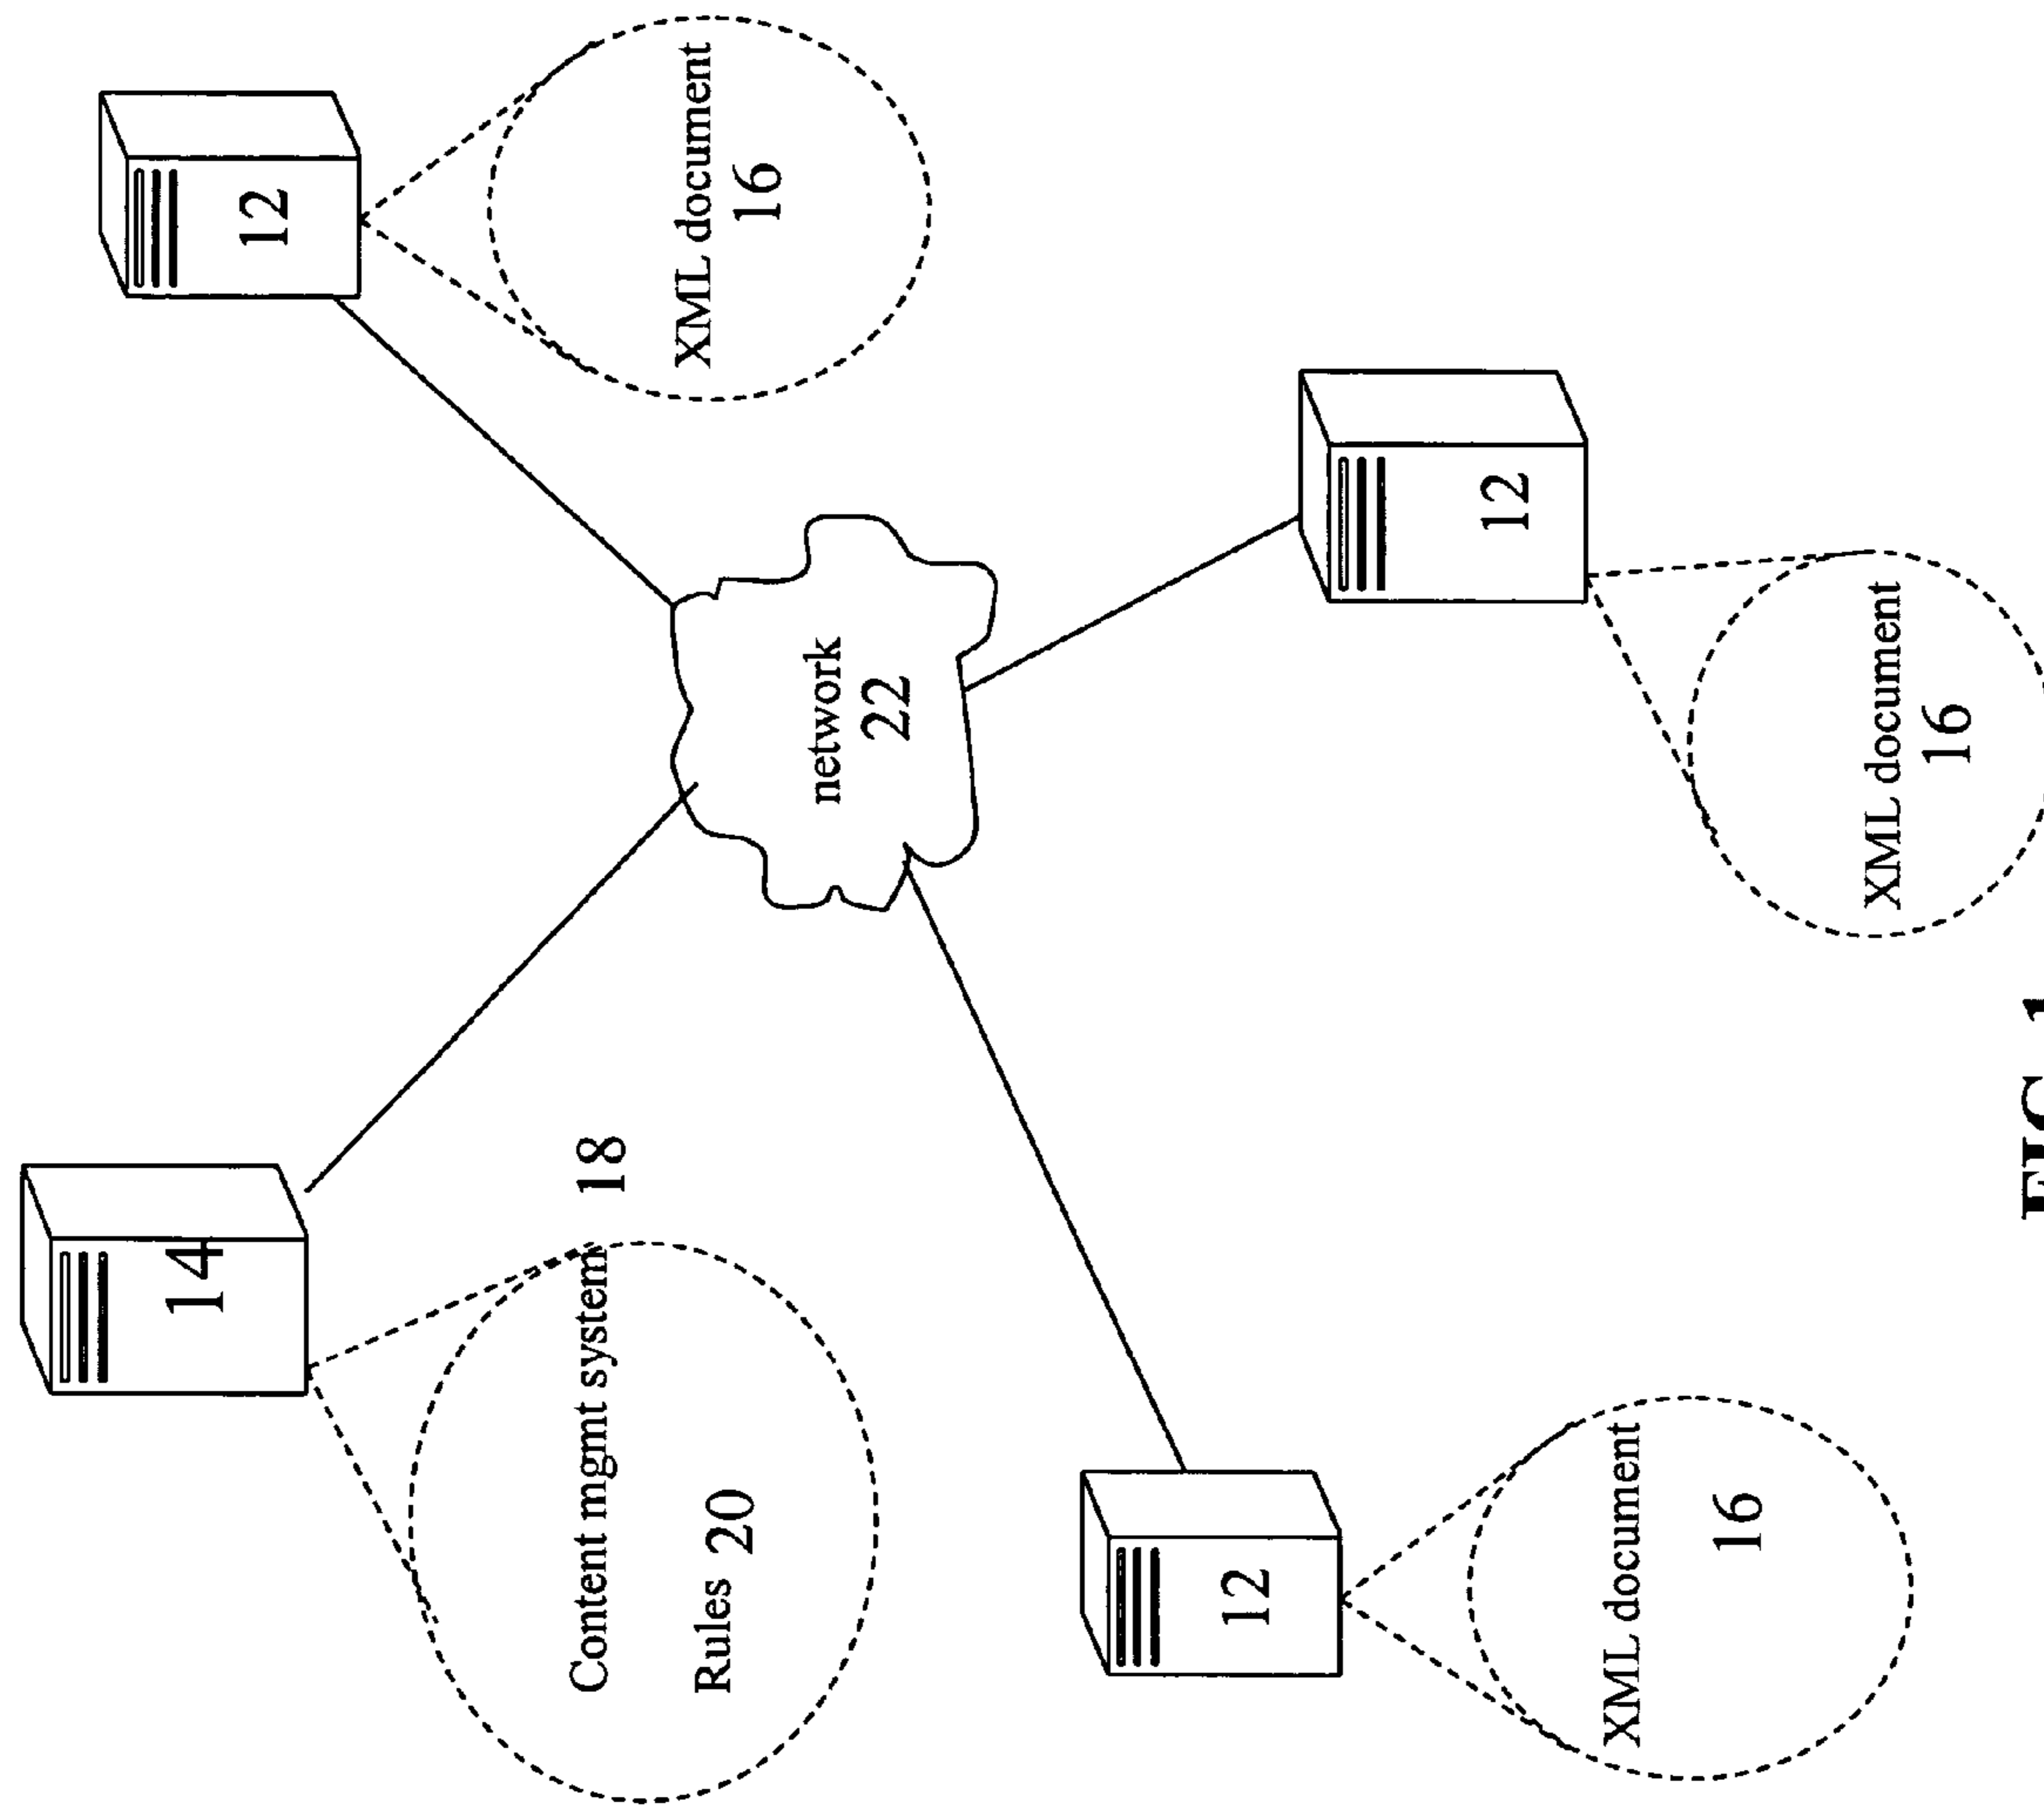 14
Content mgmt system 18
Rules 20
12
XML document
16
network
22
12
XML document
16
12
XML document
16
FIG 1